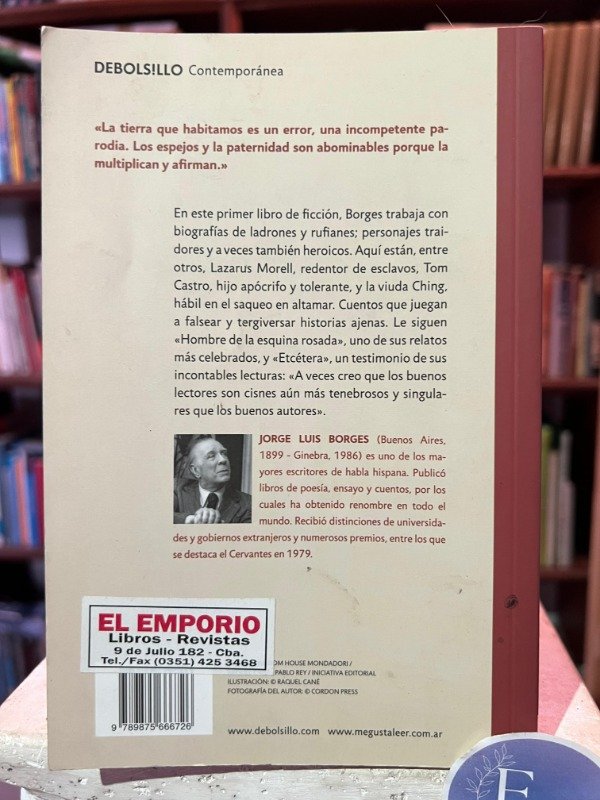 DEBOLS!LLO Contemporánea
«La tierra que habitamos es un error, una incompetente pa-
rodia. Los espejos y la paternidad son abominables porque la
multiplican y afirman.»
En este primer libro de ficción, Borges trabaja con
biografías de ladrones y rufianes; personajes trai-
dores y a veces también heroicos. Aquí están, entre
otros, Lazarus Morell, redentor de esclavos, Tom
Castro, hijo apócrifo y tolerante, y la viuda Ching,
hábil en el saqueo en altamar. Cuentos que juegan
a falsear y tergiversar historias ajenas. Le siguen
«Hombre de la esquina rosada», uno de sus relatos
más celebrados, y «Etcétera», un testimonio de sus
incontables lecturas: «A veces creo que los buenos
lectores son cisnes aún más tenebrosos y singula-
res que los buenos autores».
JORGE LUIS BORGES (Buenos Aires,
1899 - Ginebra, 1986) es uno de los ma-
yores escritores de habla hispana. Publicó
libros de poesía, ensayo y cuentos, por los
cuales ha obtenido renombre en todo el
mundo. Recibió distinciones de universida-
des y gobiernos extranjeros y numerosos premios, entre los que
se destaca el Cervantes en 1979.
EL EMPORIO
Libros - Revistas
9 de Julio 182 - Cba.
Tel./Fax (0351) 425 3468
OM HOUSE MONDADORI /
PABLO REY / INICIATIVA EDITORIAL
ILUSTRACIÓN: © RAQUEL CANÉ
FOTOGRAFÍA DEL AUTOR: © CORDON PRESS
9 789875 666726
www.debolsillo.com www.megustaleer.com.ar
E